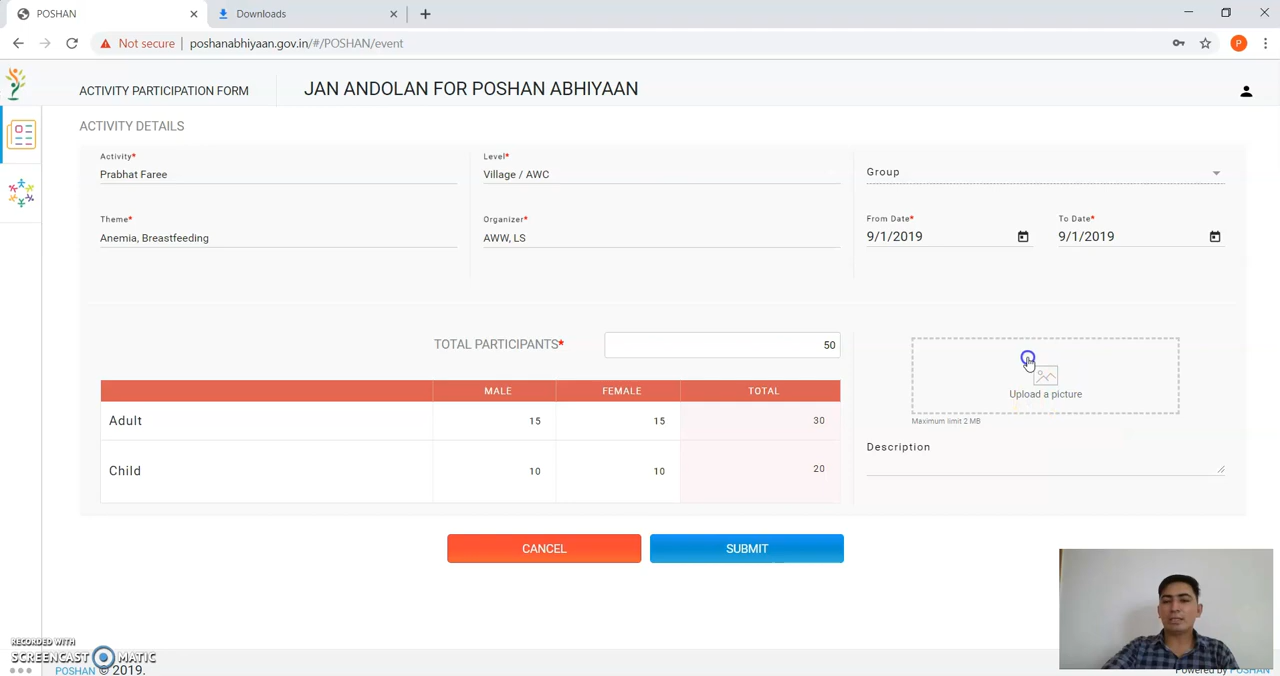 POSHAN
Downloads
Not secure | poshanabhiyaan.gov.in/#/POSHAN/event
P
ACTIVITY PARTICIPATION FORM
JAN ANDOLAN FOR POSHAN ABHIYAAN
ACTIVITY DETAILS
Activity*
Prabhat Faree
Level*
Village / AWC
Group
Theme*
Anemia, Breastfeeding
Organizer*
AWW, LS
From Date*
9/1/2019
To Date*
9/1/2019
TOTAL PARTICIPANTS*
50
MALE FEMALE TOTAL
Adult 15 15 30
Child 10 10 20
Upload a picture
Maximum limit 2 MB
Description
CANCEL
SUBMIT
RECORDED WITH
SCREENCAST MATIC
POSHAN © 2019.
Powered by POSHAN